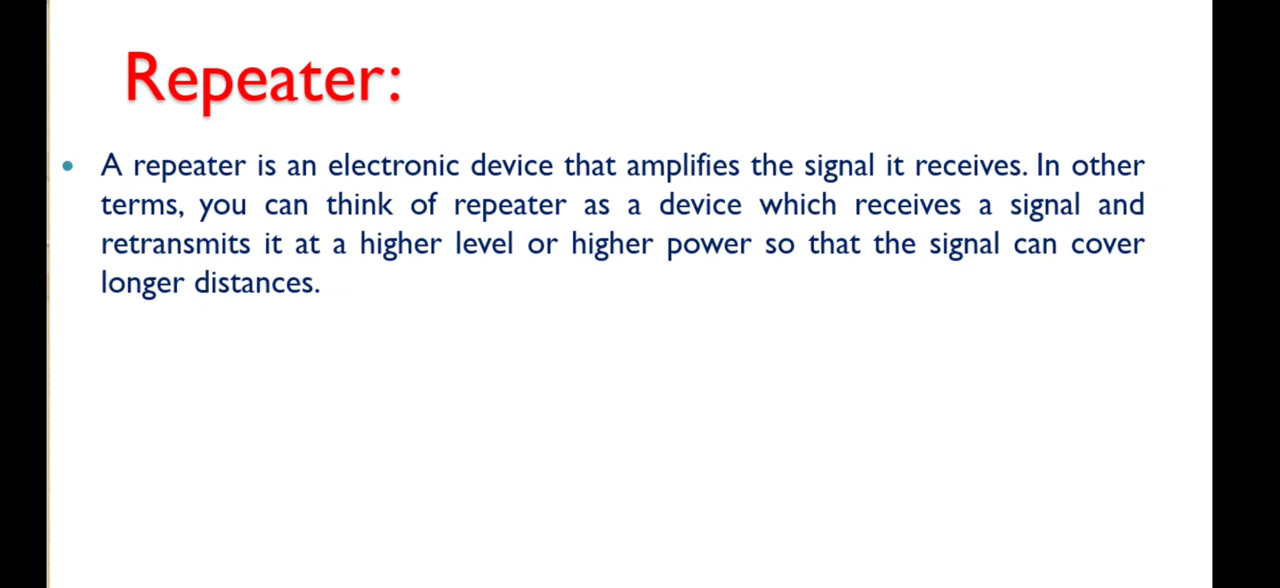 Repeater:
• A repeater is an electronic device that amplifies the signal it receives. In other
terms, you can think of repeater as a device which receives a signal and
retransmits it at a higher level or higher power so that the signal can cover
longer distances.